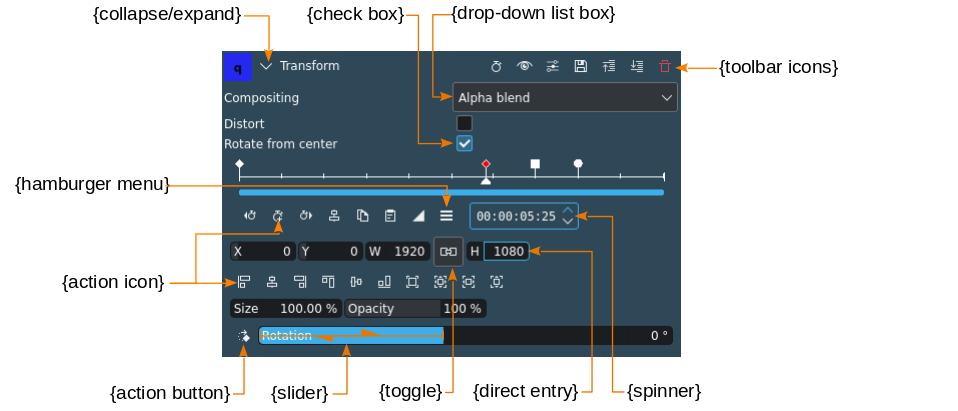 {collapse/expand} {check box} {drop-down list box}
q Transform {toolbar icons}
Compositing Alpha blend
Distort
Rotate from center
{hamburger menu}
00:00:05:25
X 0 Y 0 W 1920 H 1080
{action icon}
Size 100.00 % Opacity 100 %
Rotation 0 °
{action button} {slider} {toggle} {direct entry} {spinner}